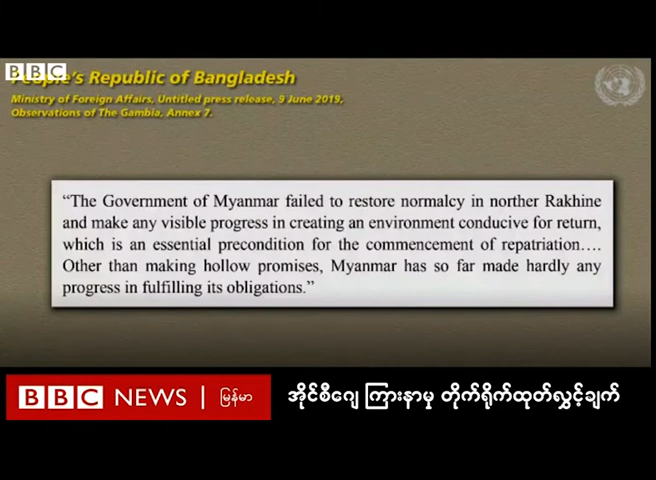 BBC
People's Republic of Bangladesh
Ministry of Foreign Affairs, Untitled press release, 9 June 2019,
Observations of The Gambia, Annex 7.
“The Government of Myanmar failed to restore normalcy in norther Rakhine
and make any visible progress in creating an environment conducive for return,
which is an essential precondition for the commencement of repatriation….
Other than making hollow promises, Myanmar has so far made hardly any
progress in fulfilling its obligations.”
BBC NEWS | မြန်မာ
အိုင်စီဂျေ ကြားနာမှု တိုက်ရိုက်ထုတ်လွှင့်ချက်